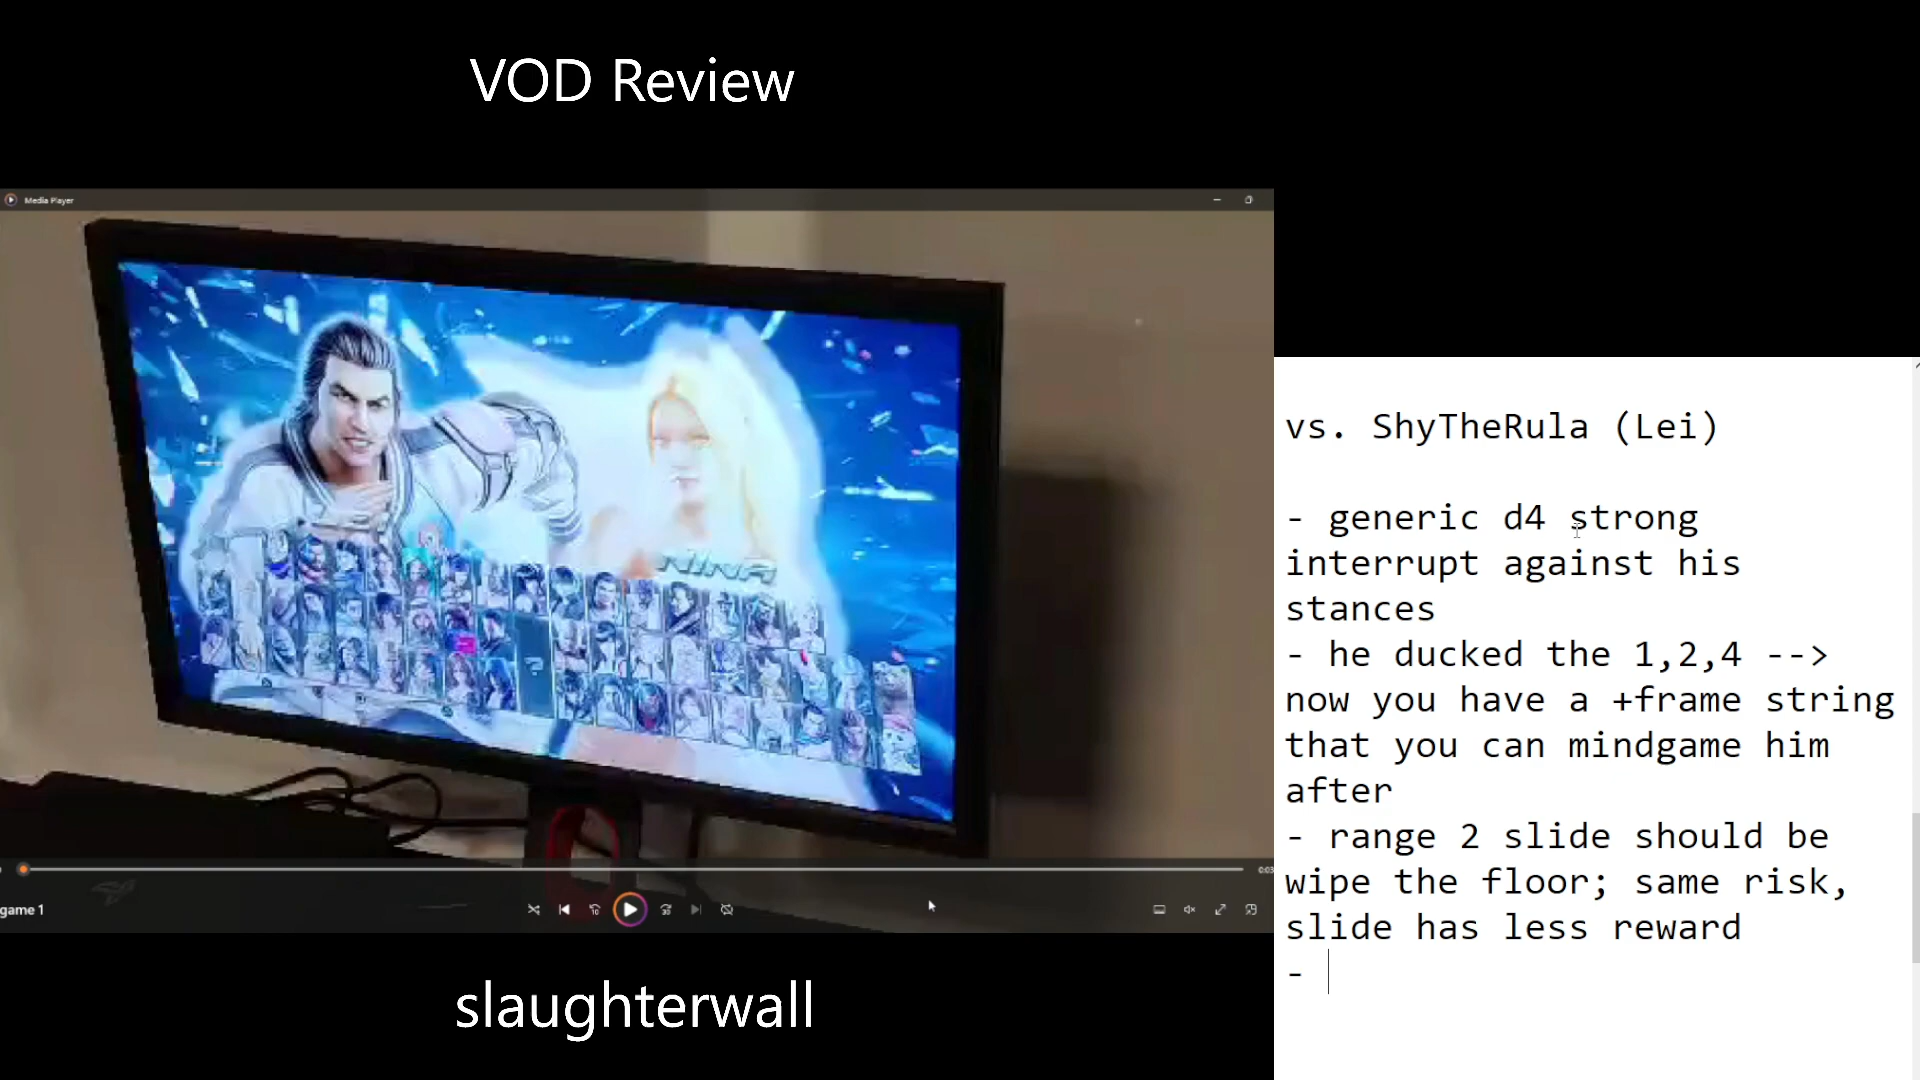 VOD Review
Media Player
NINA
0:03
game 1
slaughterwall
vs. ShyTheRula (Lei)
- generic d4 strong
interrupt against his
stances
- he ducked the 1,2,4 -->
now you have a +frame string
that you can mindgame him
after
- range 2 slide should be
wipe the floor; same risk,
slide has less reward
-